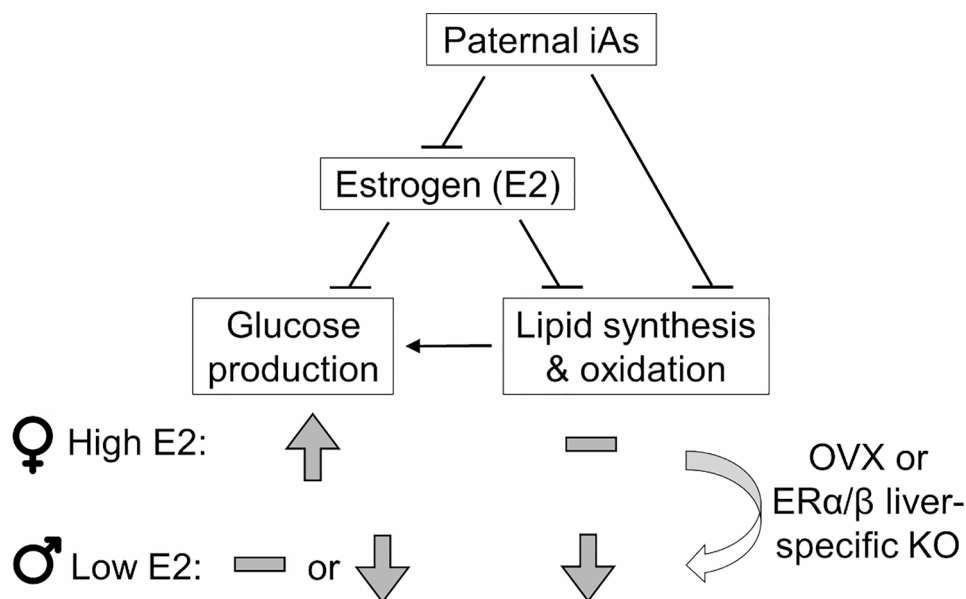 Paternal iAs
Estrogen (E2)
Glucose
production
Lipid synthesis
& oxidation
♀ High E2:
OVX or
ERα/β liver-
specific KO
♂ Low E2:
or